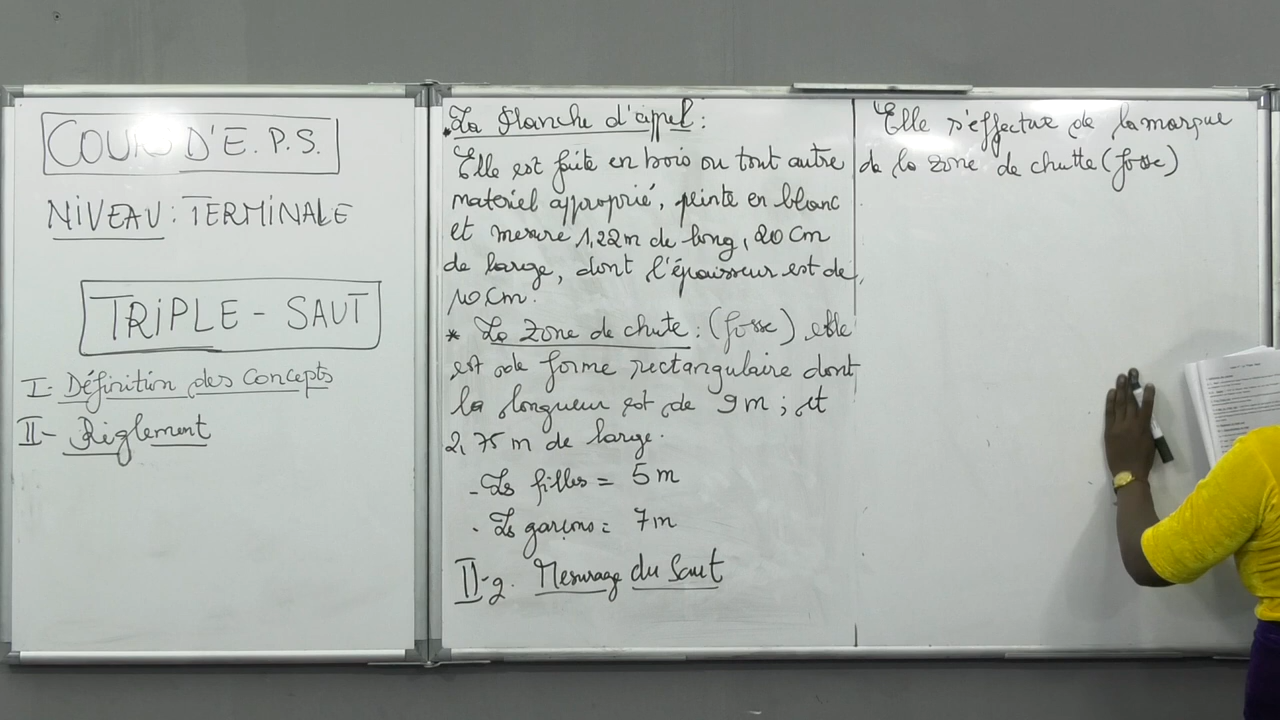 COURS D'E.P.S.
NIVEAU : TERMINALE
TRIPLE - SAUT
I- Définition des Concepts
II- Règlement
. La Planche d'appel :
Elle est faite en bois ou tout autre
matériel approprié, peinte en blanc
et mesure 1,22m de long, 20 cm
de large, dont l'épaisseur est de
10 cm.
* La zone de chute : (fosse) elle
est de forme rectangulaire dont
la longueur est de 9m ; et
2,75 m de large.
- Les filles = 5 m
- Les garçons = 7m
II-2. Mesurage du Saut
Elle s'effectue de la marque
de la zone de chutte (fosse)